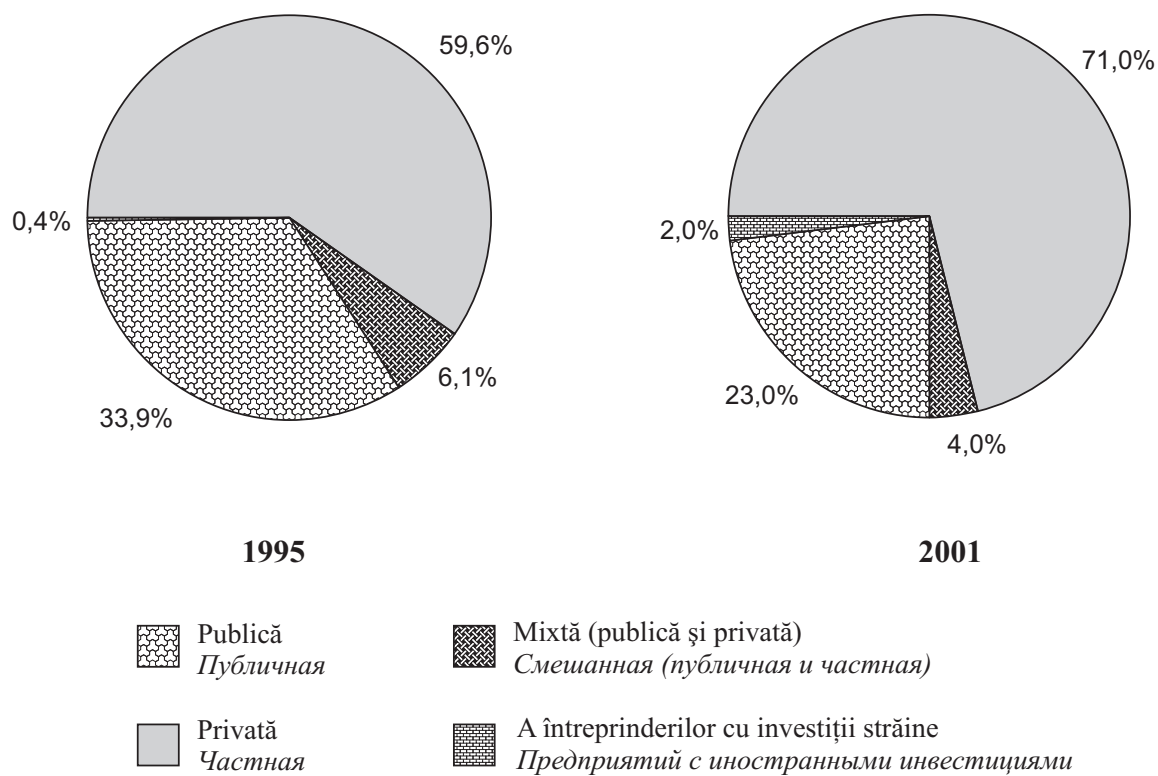 59,6%
71,0%
0,4%
2,0%
6,1%
23,0%
33,9%
4,0%
1995
2001
Publică
Публичная
Mixtă (publică şi privată)
Смешанная (публичная и частная)
Privată
Частная
A întreprinderilor cu investiţii străine
Предприятий с иностранными инвестициями